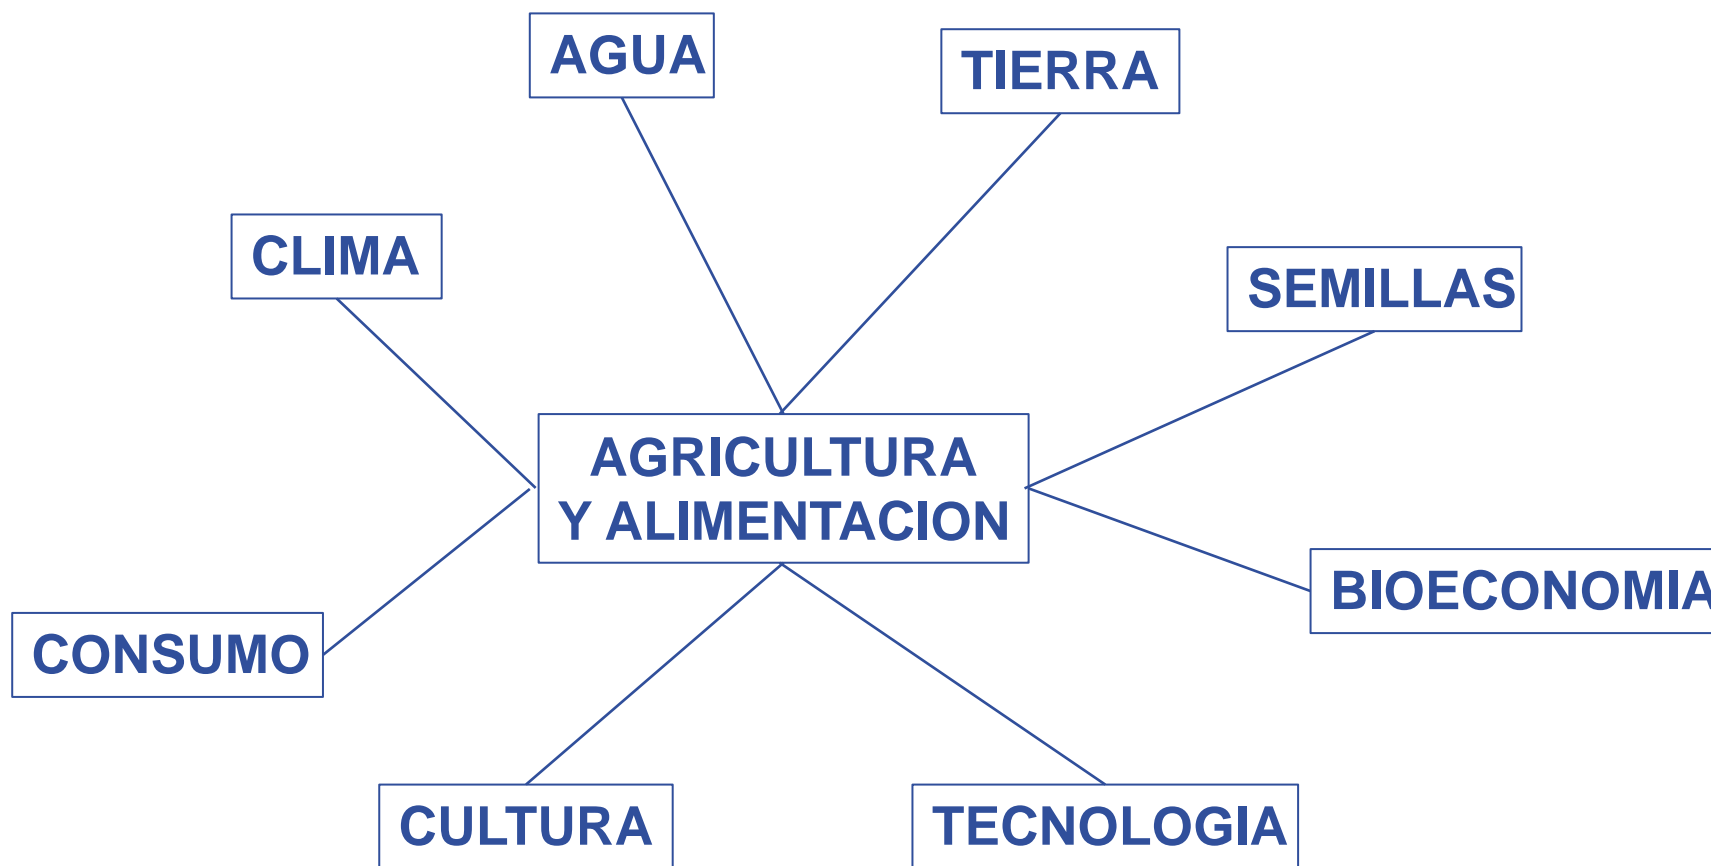 AGUA
TIERRA
CLIMA
SEMILLAS
AGRICULTURA
Y ALIMENTACION
BIOECONOMIA
CONSUMO
CULTURA
TECNOLOGIA